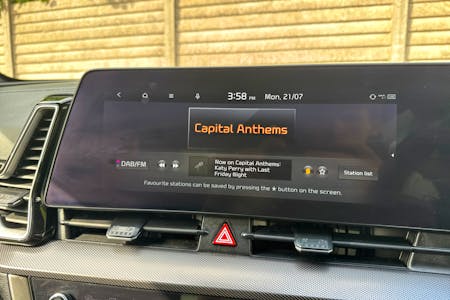 3:58 PM Mon, 21/07
Capital Anthems
DAB/FM
Now on Capital Anthems:
Katy Perry with Last
Friday Night
Station list
Favourite stations can be saved by pressing the ★ button on the screen.